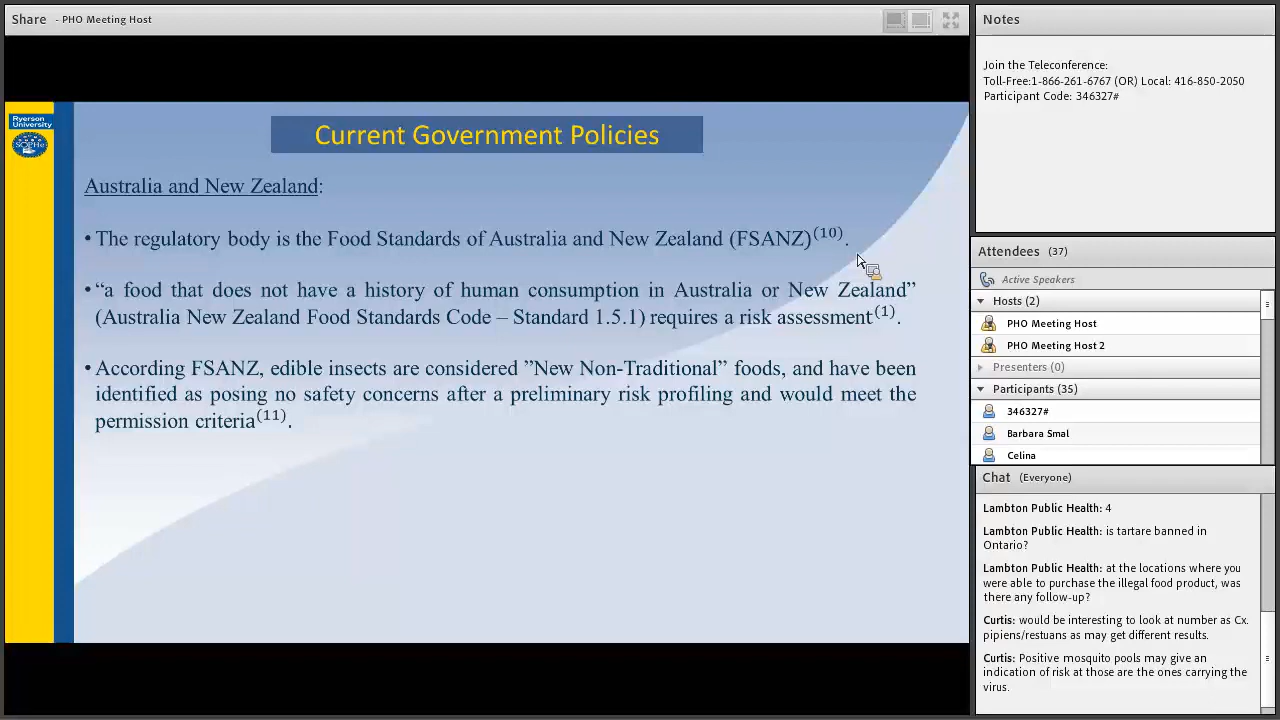 Share - PHO Meeting Host
Ryerson
University
SOPHe
Current Government Policies
Australia and New Zealand:
• The regulatory body is the Food Standards of Australia and New Zealand (FSANZ)(10).
• “a food that does not have a history of human consumption in Australia or New Zealand”
(Australia New Zealand Food Standards Code – Standard 1.5.1) requires a risk assessment(1).
• According FSANZ, edible insects are considered ”New Non-Traditional” foods, and have been
identified as posing no safety concerns after a preliminary risk profiling and would meet the
permission criteria(11).
Notes
Join the Teleconference:
Toll-Free:1-866-261-6767 (OR) Local: 416-850-2050
Participant Code: 346327#
Attendees (37)
Active Speakers
Hosts (2)
PHO Meeting Host
PHO Meeting Host 2
Presenters (0)
Participants (35)
346327#
Barbara Smal
Celina
Chat (Everyone)
Lambton Public Health: 4
Lambton Public Health: is tartare banned in
Ontario?
Lambton Public Health: at the locations where you
were able to purchase the illegal food product, was
there any follow-up?
Curtis: would be interesting to look at number as Cx.
pipiens/restuans as may get different results.
Curtis: Positive mosquito pools may give an
indication of risk at those are the ones carrying the
virus.